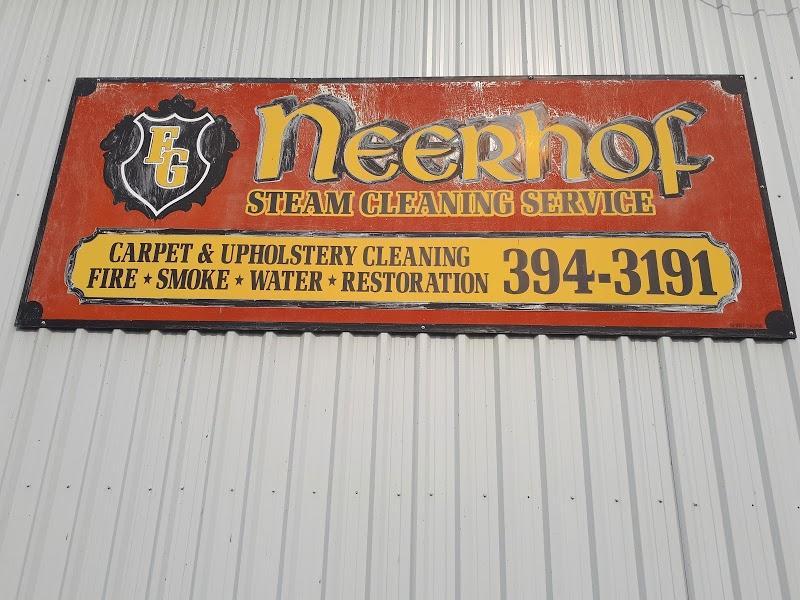 FG
Neerhof
STEAM CLEANING SERVICE
CARPET & UPHOLSTERY CLEANING
FIRE ★ SMOKE ★ WATER ★ RESTORATION
394-3191